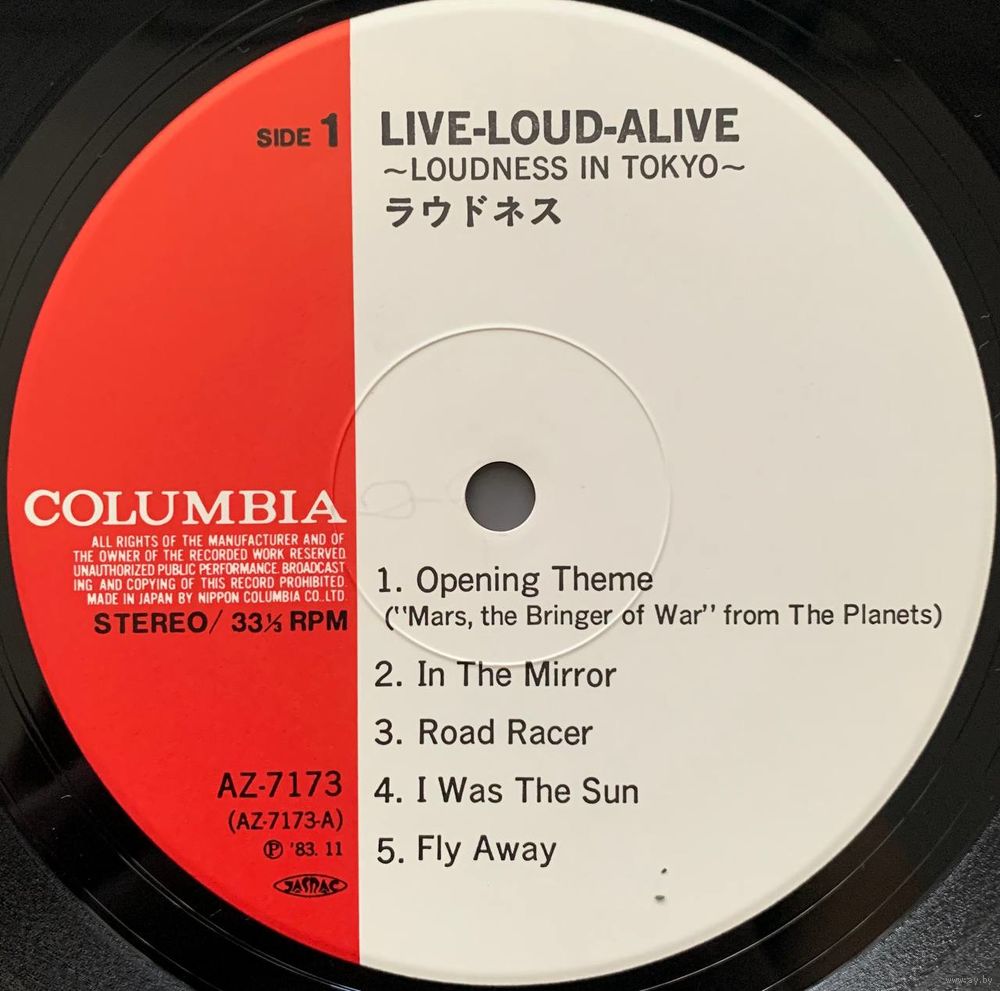 SIDE 1
LIVE-LOUD-ALIVE
~LOUDNESS IN TOKYO~
ラウドネス
COLUMBIA
ALL RIGHTS OF THE MANUFACTURER AND OF
THE OWNER OF THE RECORDED WORK RESERVED.
UNAUTHORIZED PUBLIC PERFORMANCE. BROADCAST
ING AND COPYING OF THIS RECORD PROHIBITED.
MADE IN JAPAN BY NIPPON COLUMBIA CO.,LTD.
STEREO/ 33⅓ RPM
1. Opening Theme
("Mars, the Bringer of War" from The Planets)
2. In The Mirror
3. Road Racer
4. I Was The Sun
5. Fly Away
AZ-7173
(AZ-7173-A)
Ⓟ '83. 11
JASRAC
www.ay.by